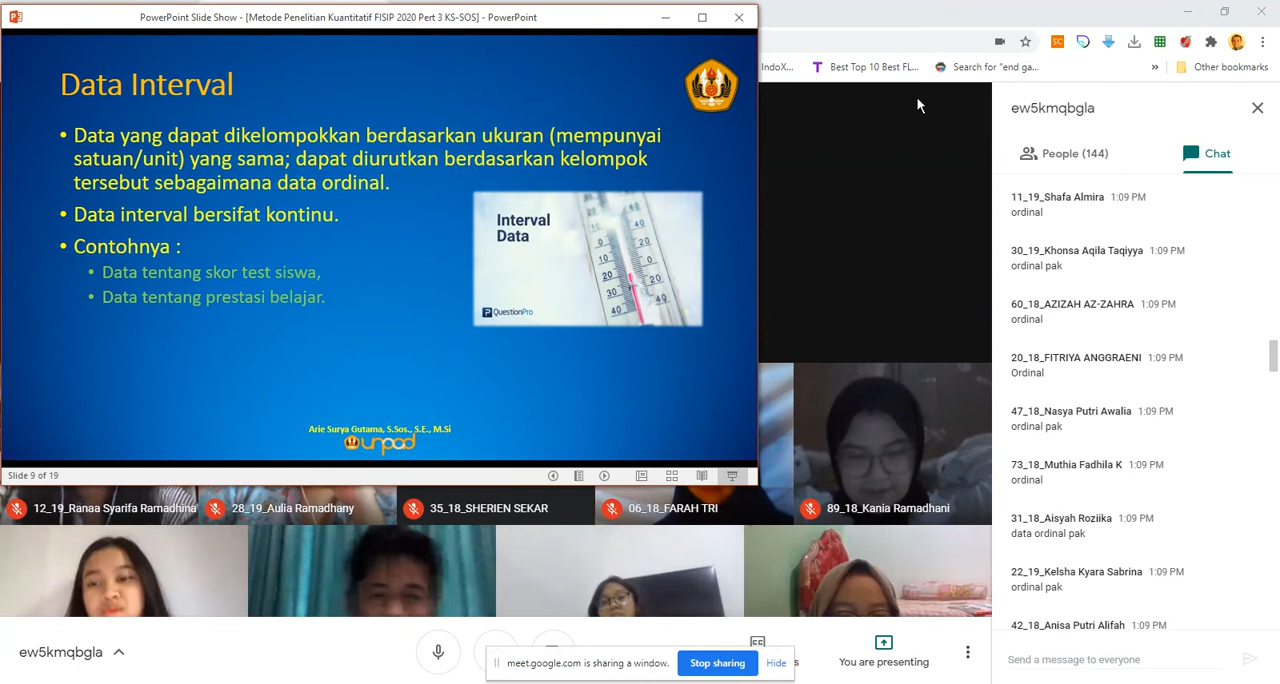 PowerPoint Slide Show - [Metode Penelitian Kuantitatif FISIP 2020 Pert 3 KS-SOS] - PowerPoint
IndoX...
Best Top 10 Best FL...
Search for "end ga...
»
Other bookmarks
Data Interval
• Data yang dapat dikelompokkan berdasarkan ukuran (mempunyai
satuan/unit) yang sama; dapat diurutkan berdasarkan kelompok
tersebut sebagaimana data ordinal.
• Data interval bersifat kontinu.
• Contohnya :
• Data tentang skor test siswa,
• Data tentang prestasi belajar.
Interval
Data
QuestionPro
Arie Surya Gutama, S.Sos., S.E., M.Si
unpad
Slide 9 of 19
12_19_Ranaa Syarifa Ramadhina
28_19_Aulia Ramadhany
35_18_SHERIEN SEKAR
06_18_FARAH TRI
89_18_Kania Ramadhani
ew5kmqbgla
meet.google.com is sharing a window.
Stop sharing
Hide
You are presenting
ew5kmqbgla
People (144)
Chat
11_19_Shafa Almira 1:09 PM
ordinal
30_19_Khonsa Aqila Taqiyya 1:09 PM
ordinal pak
60_18_AZIZAH AZ-ZAHRA 1:09 PM
ordinal
20_18_FITRIYA ANGGRAENI 1:09 PM
Ordinal
47_18_Nasya Putri Awalia 1:09 PM
ordinal pak
73_18_Muthia Fadhila K 1:09 PM
ordinal
31_18_Aisyah Roziika 1:09 PM
data ordinal pak
22_19_Kelsha Kyara Sabrina 1:09 PM
ordinal pak
42_18_Anisa Putri Alifah 1:09 PM
Send a message to everyone